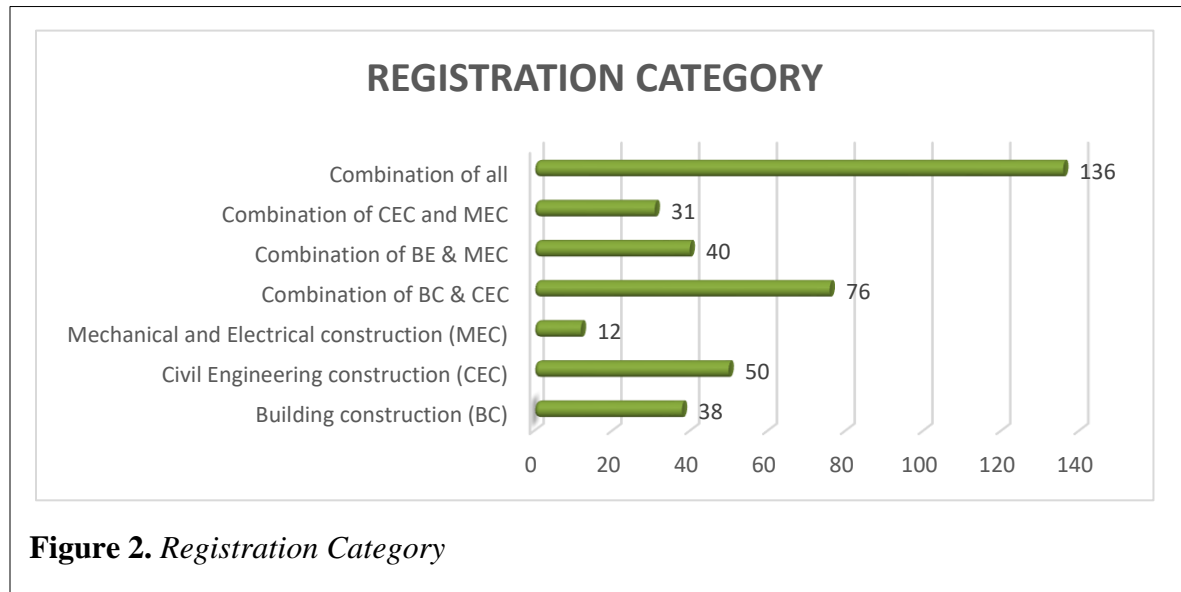 REGISTRATION CATEGORY
Combination of all 136
Combination of CEC and MEC 31
Combination of BE & MEC 40
Combination of BC & CEC 76
Mechanical and Electrical construction (MEC) 12
Civil Engineering construction (CEC) 50
Building construction (BC) 38
0 20 40 60 80 100 120 140
Figure 2. Registration Category